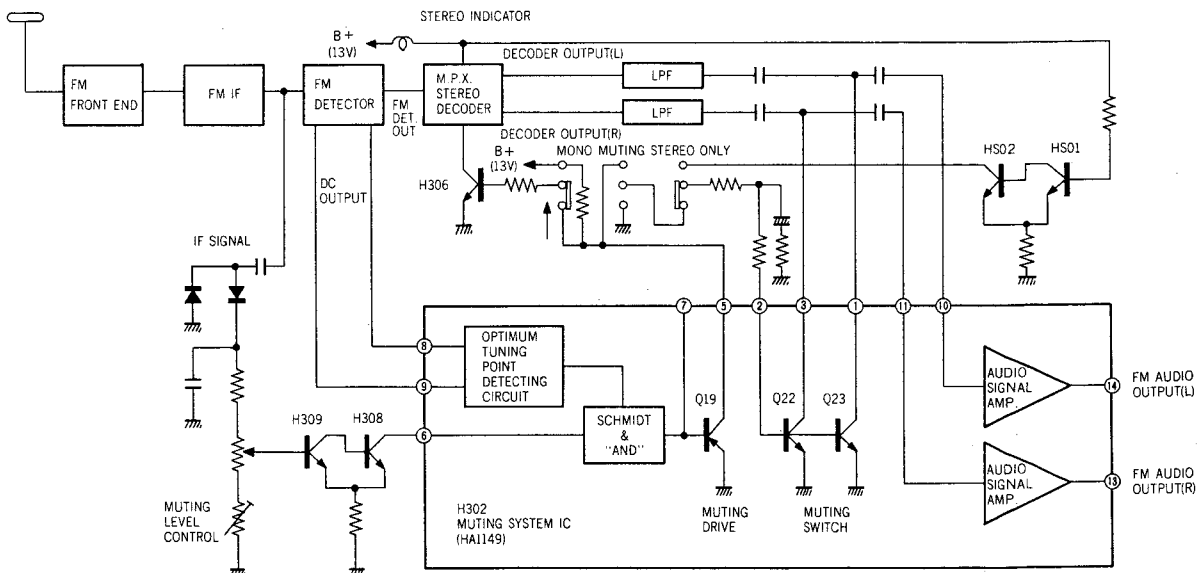 STEREO INDICATOR
B+
(13V)
DECODER OUTPUT(L)
FM
FRONT END
FM IF
FM
DETECTOR
FM
DET.
OUT
M.P.X.
STEREO
DECODER
LPF
LPF
DECODER OUTPUT(R)
B+
(13V)
MONO MUTING STEREO ONLY
HS02
HS01
H306
DC
OUTPUT
IF SIGNAL
7
5
2
3
1
11
10
8
OPTIMUM
TUNING
POINT
DETECTING
CIRCUIT
9
AUDIO
SIGNAL
AMP.
14
FM AUDIO
OUTPUT(L)
Q19
Q22
Q23
H309
H308
6
SCHMIDT
&
"AND"
AUDIO
SIGNAL
AMP.
13
FM AUDIO
OUTPUT(R)
MUTING
LEVEL
CONTROL
H302
MUTING SYSTEM IC
(HA1149)
MUTING
DRIVE
MUTING
SWITCH